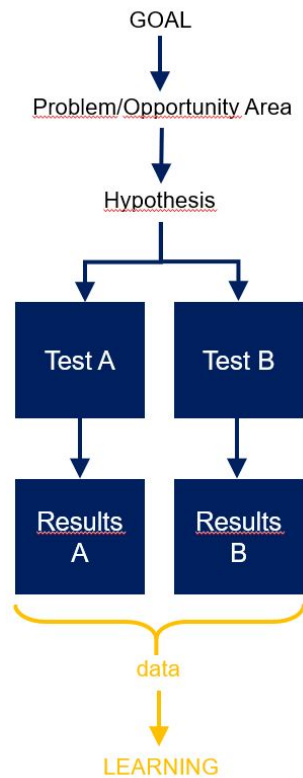 GOAL
Problem/Opportunity Area
Hypothesis
Test A
Test B
Results
A
Results
B
data
LEARNING